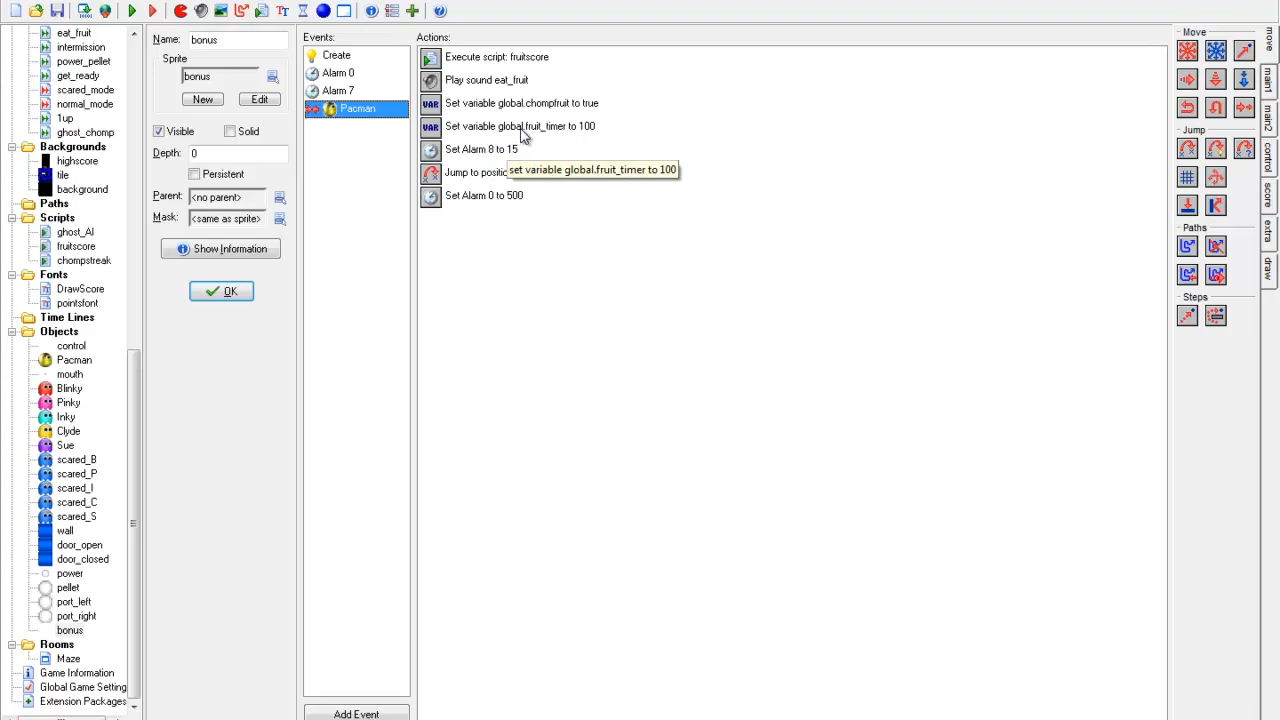 eat_fruit
intermission
power_pellet
get_ready
scared_mode
normal_mode
1up
ghost_chomp
Backgrounds
highscore
tile
background
Paths
Scripts
ghost_AI
fruitscore
chompstreak
Fonts
DrawScore
pointsfont
Time Lines
Objects
control
Pacman
mouth
Blinky
Pinky
Inky
Clyde
Sue
scared_B
scared_P
scared_I
scared_C
scared_S
wall
door_open
door_closed
power
pellet
port_left
port_right
bonus
Rooms
Maze
Game Information
Global Game Setting
Extension Packages
Name: bonus
Sprite
bonus
New Edit
Visible Solid
Depth: 0
Persistent
Parent: <no parent>
Mask: <same as sprite>
Show Information
OK
Events:
Create
Alarm 0
Alarm 7
Pacman
Add Event
Actions:
Execute script: fruitscore
Play sound eat_fruit
VAR Set variable global.chompfruit to true
VAR Set variable global.fruit_timer to 100
Set Alarm 8 to 15
Jump to positio
set variable global.fruit_timer to 100
Set Alarm 0 to 500
Move
Jump
Paths
Steps
move
main1
main2
control
score
extra
draw